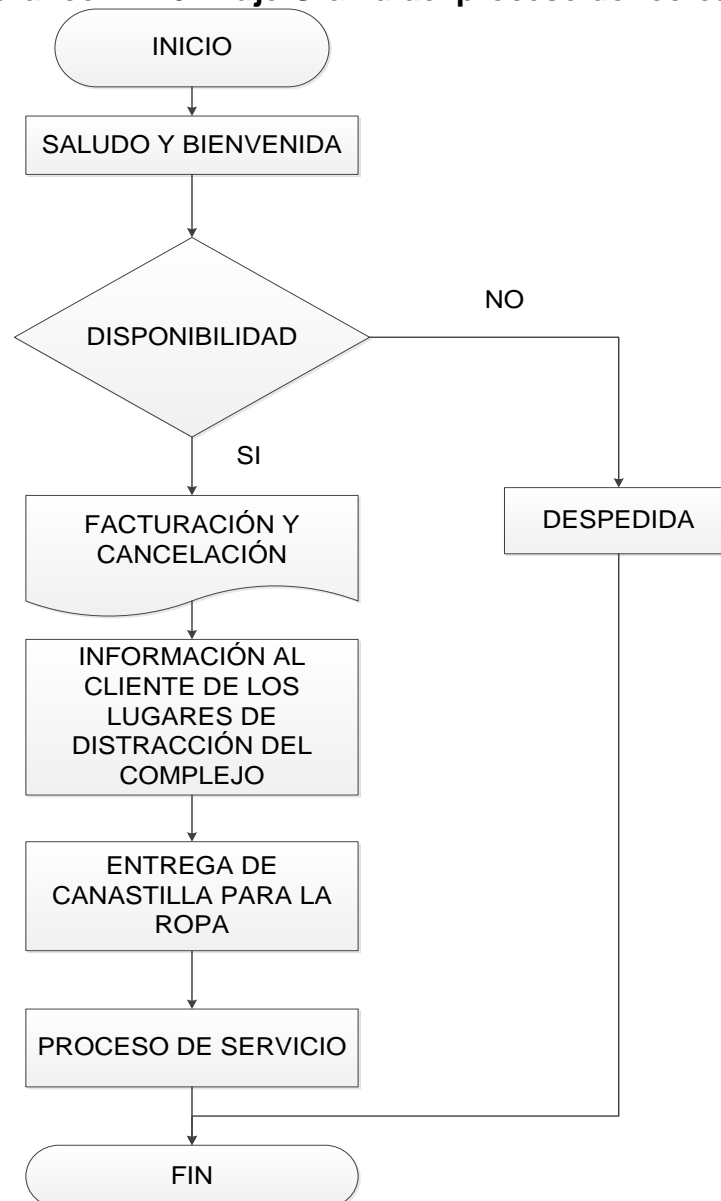 INICIO
SALUDO Y BIENVENIDA
DISPONIBILIDAD
NO
SI
FACTURACIÓN Y
CANCELACIÓN
DESPEDIDA
INFORMACIÓN AL
CLIENTE DE LOS
LUGARES DE
DISTRACCIÓN DEL
COMPLEJO
ENTREGA DE
CANASTILLA PARA LA
ROPA
PROCESO DE SERVICIO
FIN